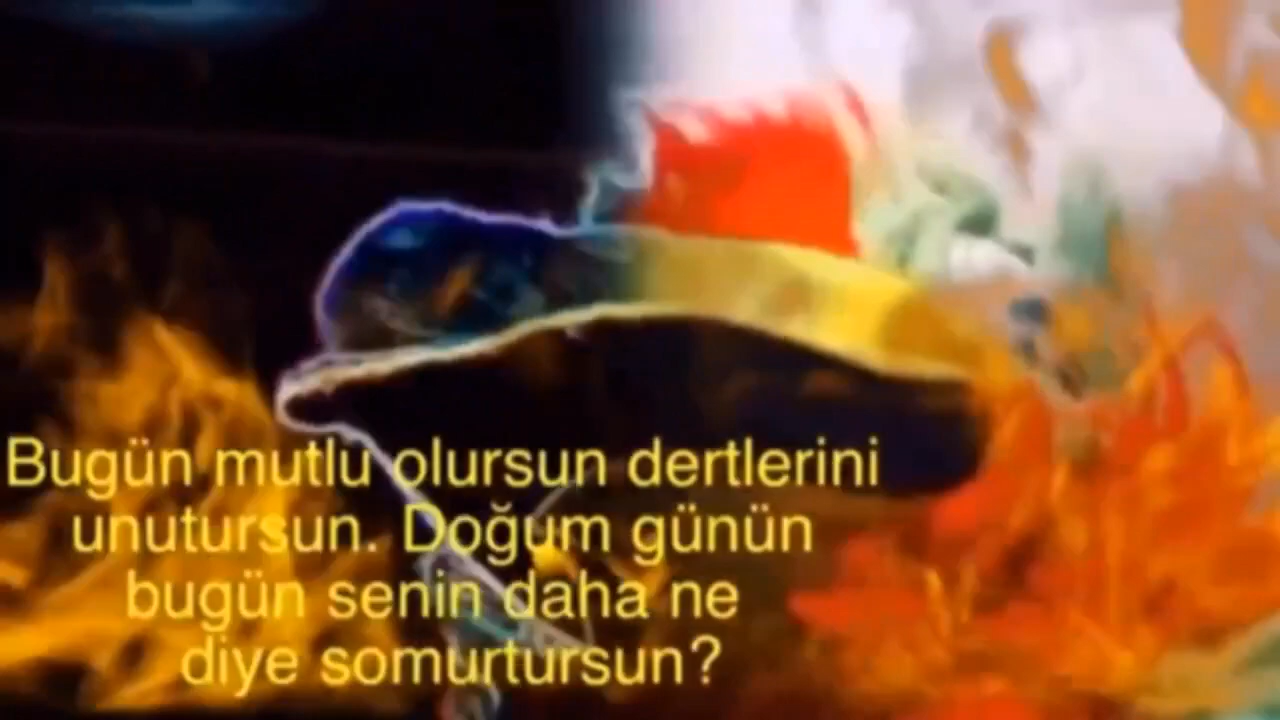 Bugün mutlu olursun dertlerini
unutursun. Doğum günün
bugün senin daha ne
diye somurtursun?